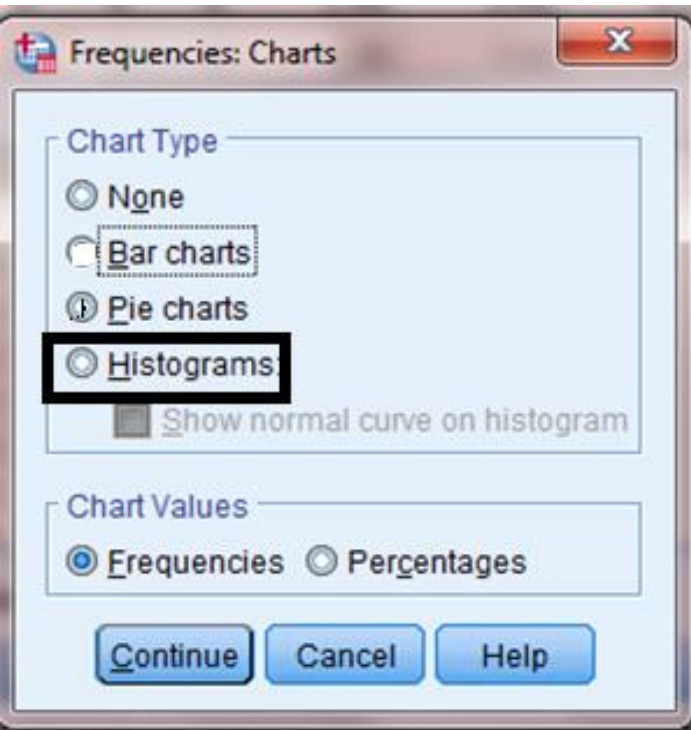 Frequencies: Charts
Chart Type
None
Bar charts
Pie charts
Histograms:
Show normal curve on histogram
Chart Values
Frequencies Percentages
Continue Cancel Help